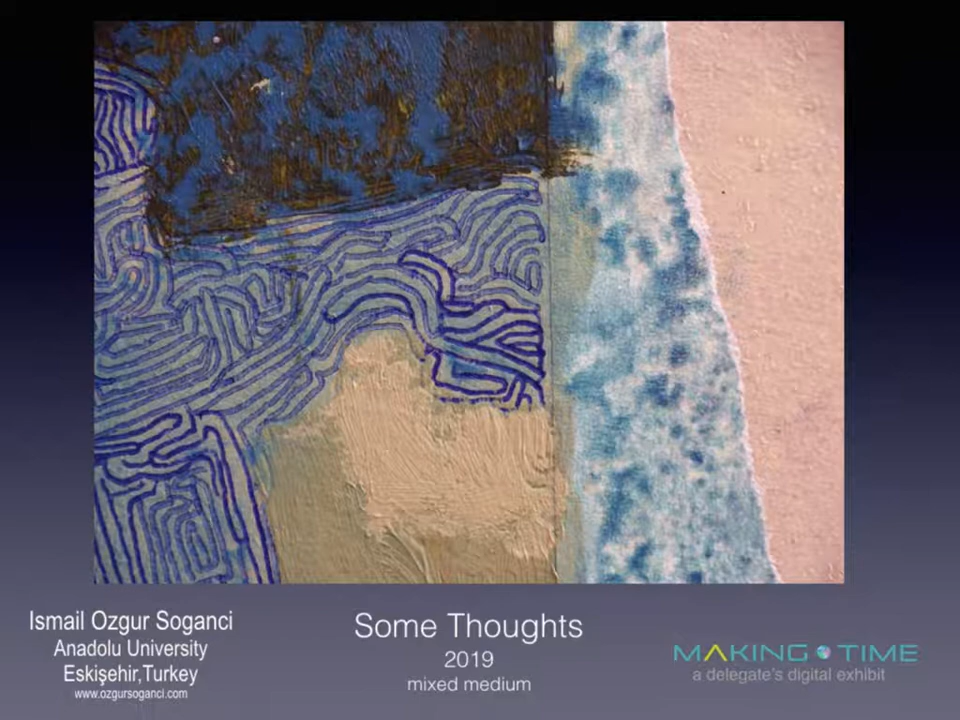 Ismail Ozgur Soganci
Anadolu University
Eskişehir,Turkey
www.ozgursoganci.com
Some Thoughts
2019
mixed medium
MAKING TIME
a delegate's digital exhibit